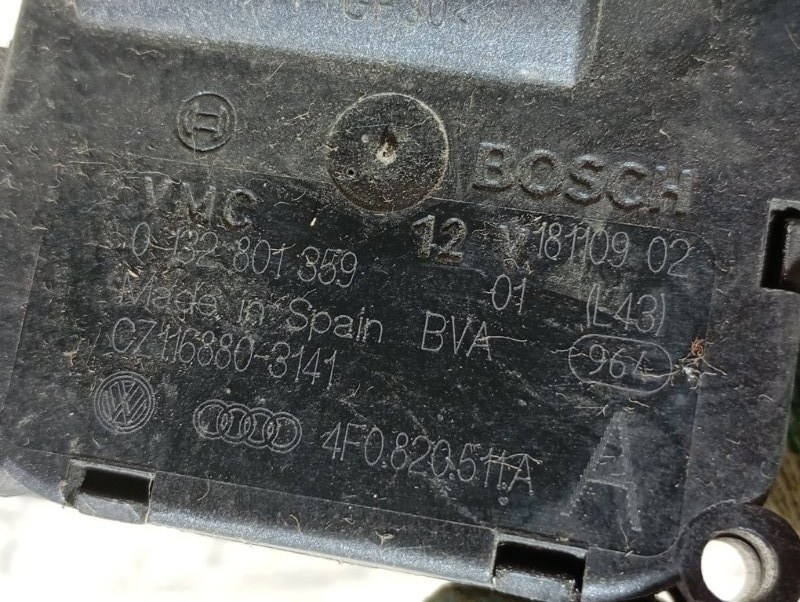 BOSCH
VMC 12 V 181109 02
0 132 801 359 01 (L43)
Made in Spain BVA 964
CZ116880-3141
4F0.820.511.A
A